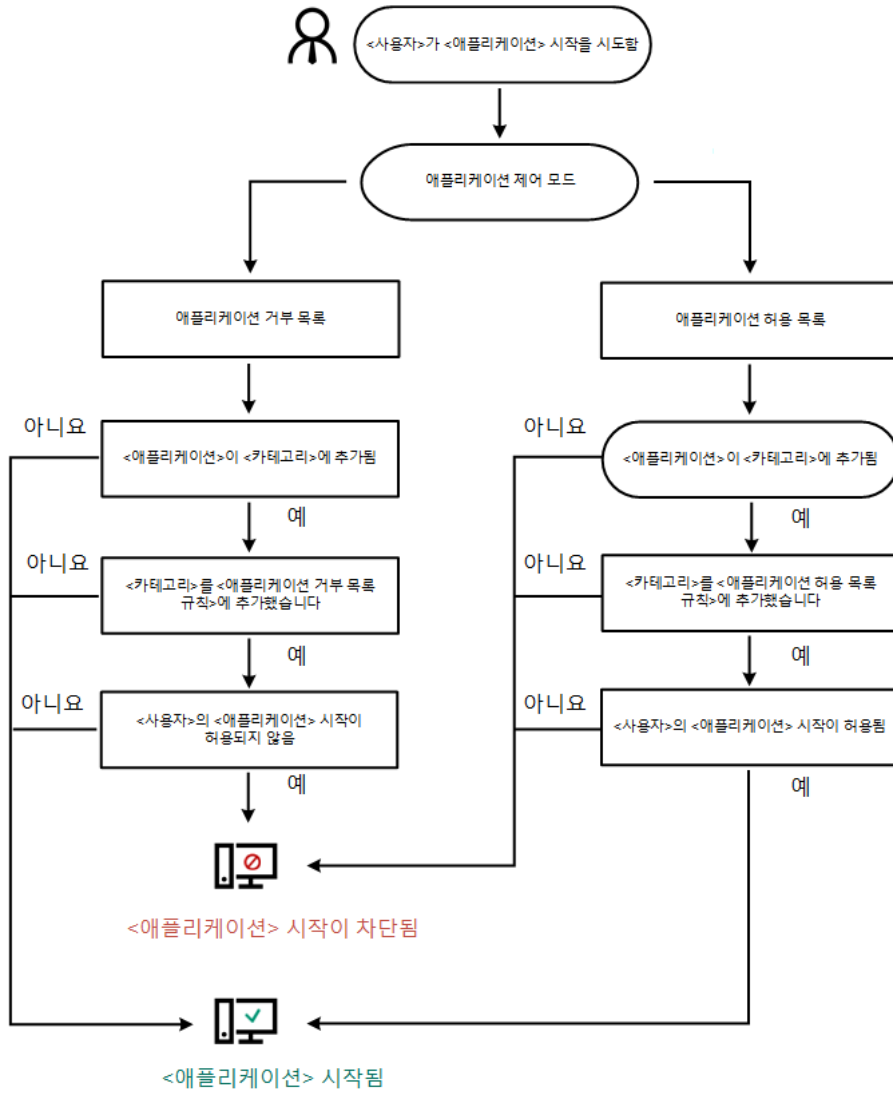 <사용자>가 <애플리케이션> 시작을 시도함
애플리케이션 제어 모드
애플리케이션 거부 목록
애플리케이션 허용 목록
아니요
아니요
<애플리케이션>이 <카테고리>에 추가됨
<애플리케이션>이 <카테고리>에 추가됨
예
예
아니요
아니요
<카테고리>를 <애플리케이션 거부 목록
규칙>에 추가했습니다
<카테고리>를 <애플리케이션 허용 목록
규칙>에 추가했습니다
예
예
아니요
아니요
<사용자>의 <애플리케이션> 시작이
허용되지 않음
<사용자>의 <애플리케이션> 시작이 허용됨
예
예
<애플리케이션> 시작이 차단됨
<애플리케이션> 시작됨